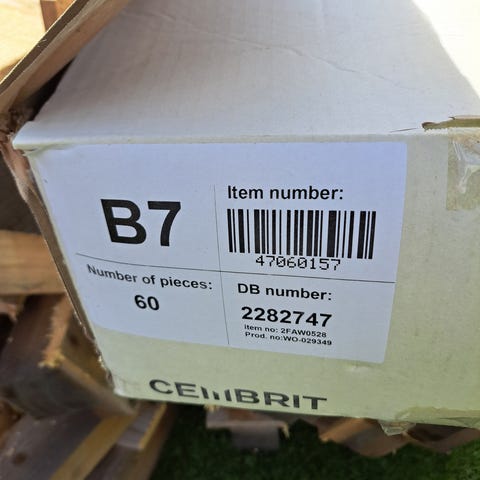 B7
Item number:
47060157
Number of pieces:
60
DB number:
2282747
Item no: 2FAW0528
Prod. no:WO-029349
CEMBRIT